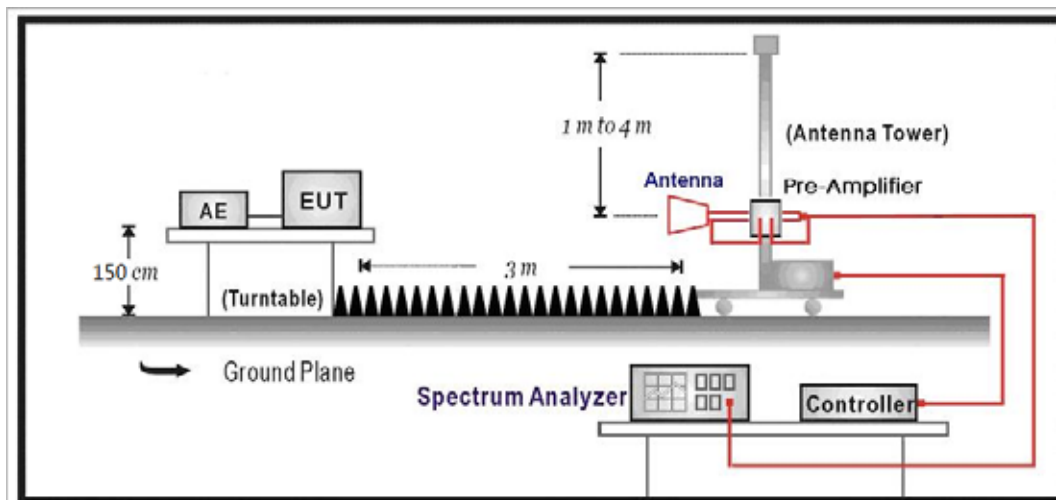 1 m to 4 m
(Antenna Tower)
Antenna
Pre-Amplifier
AE
EUT
150 cm
3 m
(Turntable)
Ground Plane
Spectrum Analyzer
Controller